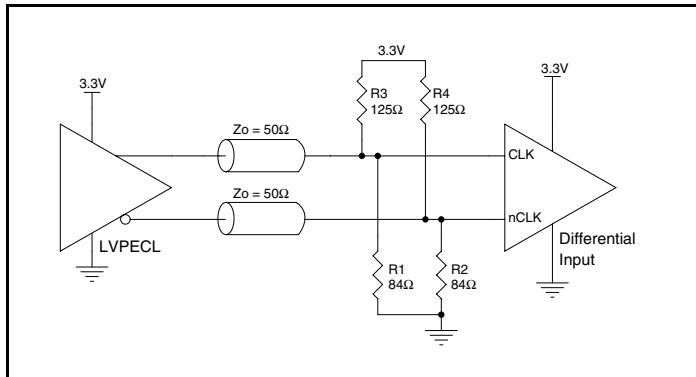 3.3V
3.3V
3.3V
R3
125Ω
R4
125Ω
Zo = 50Ω
CLK
Zo = 50Ω
nCLK
LVPECL
Differential
Input
R1
84Ω
R2
84Ω